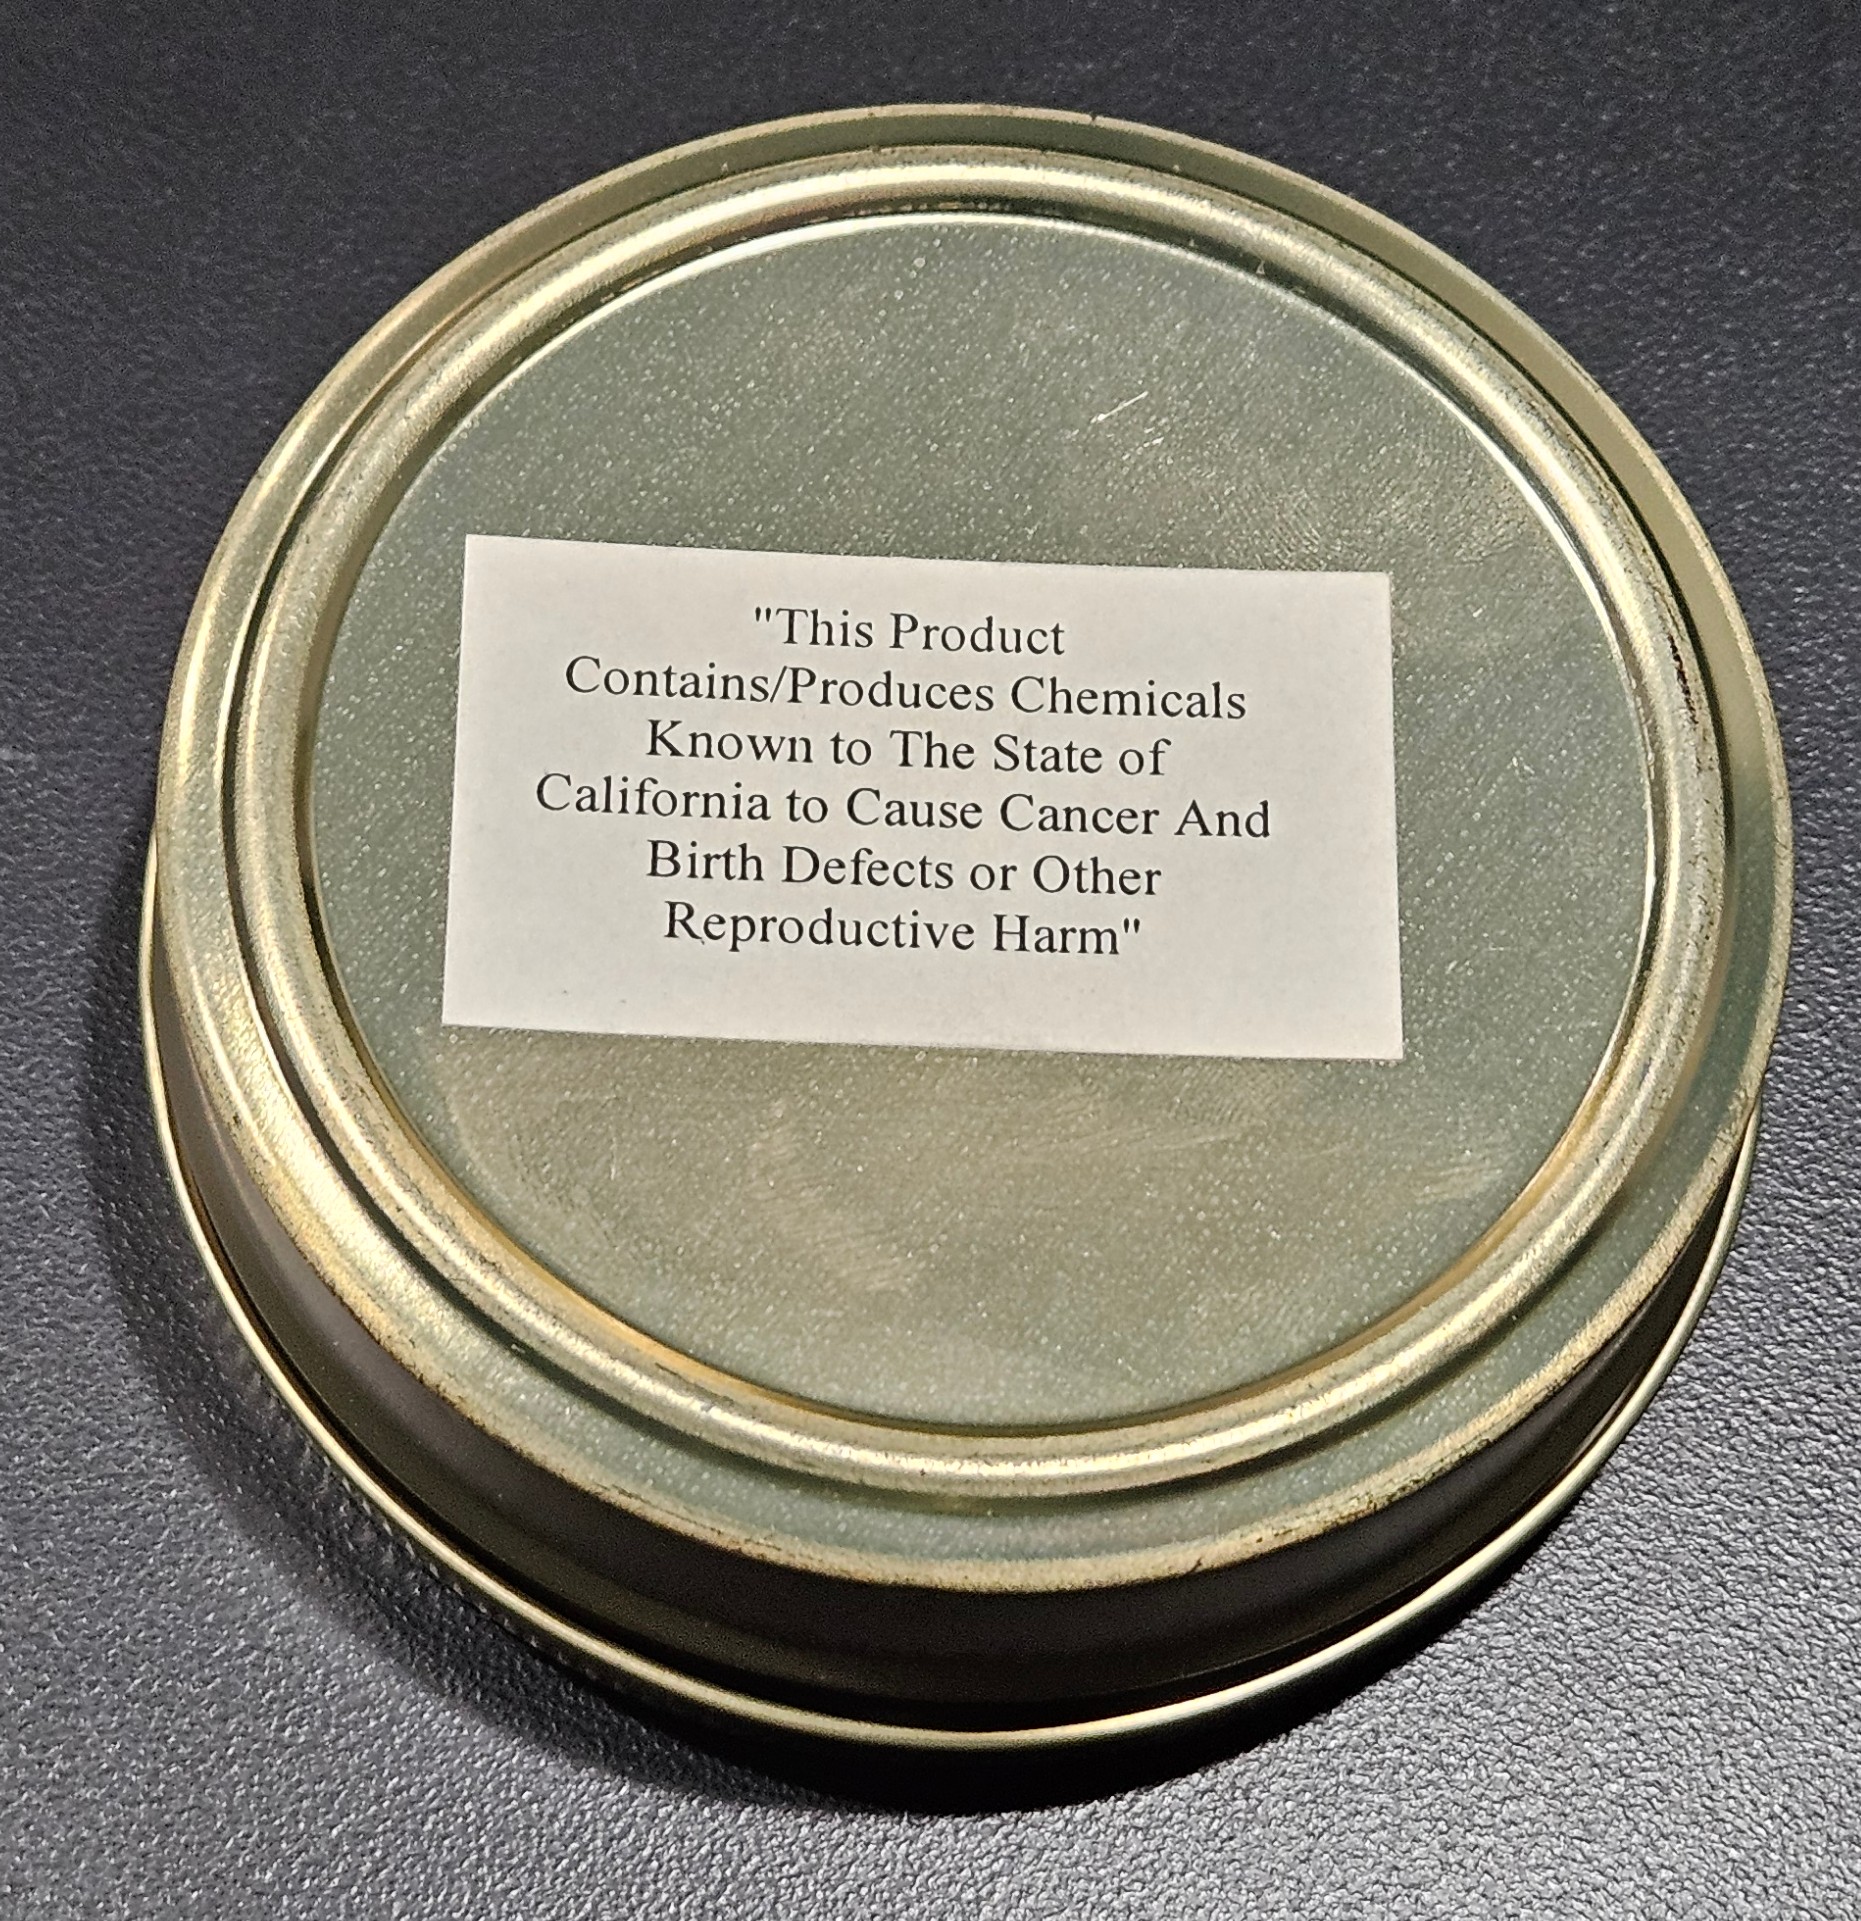 "This Product
Contains/Produces Chemicals
Known to The State of
California to Cause Cancer And
Birth Defects or Other
Reproductive Harm"